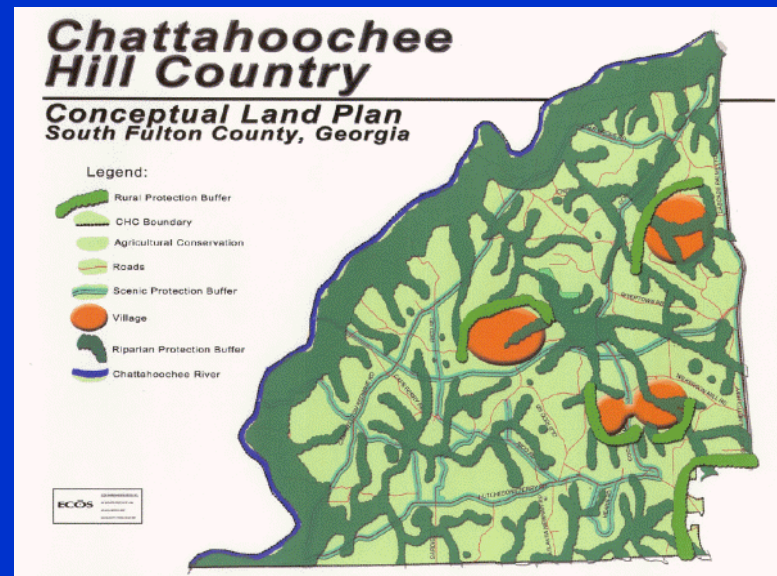 Chattahoochee
Hill Country
Conceptual Land Plan
South Fulton County, Georgia
Legend:
Rural Protection Buffer
CHC Boundary
Agricultural Conservation
Roads
Scenic Protection Buffer
Village
Riparian Protection Buffer
Chattahoochee River
ECOS